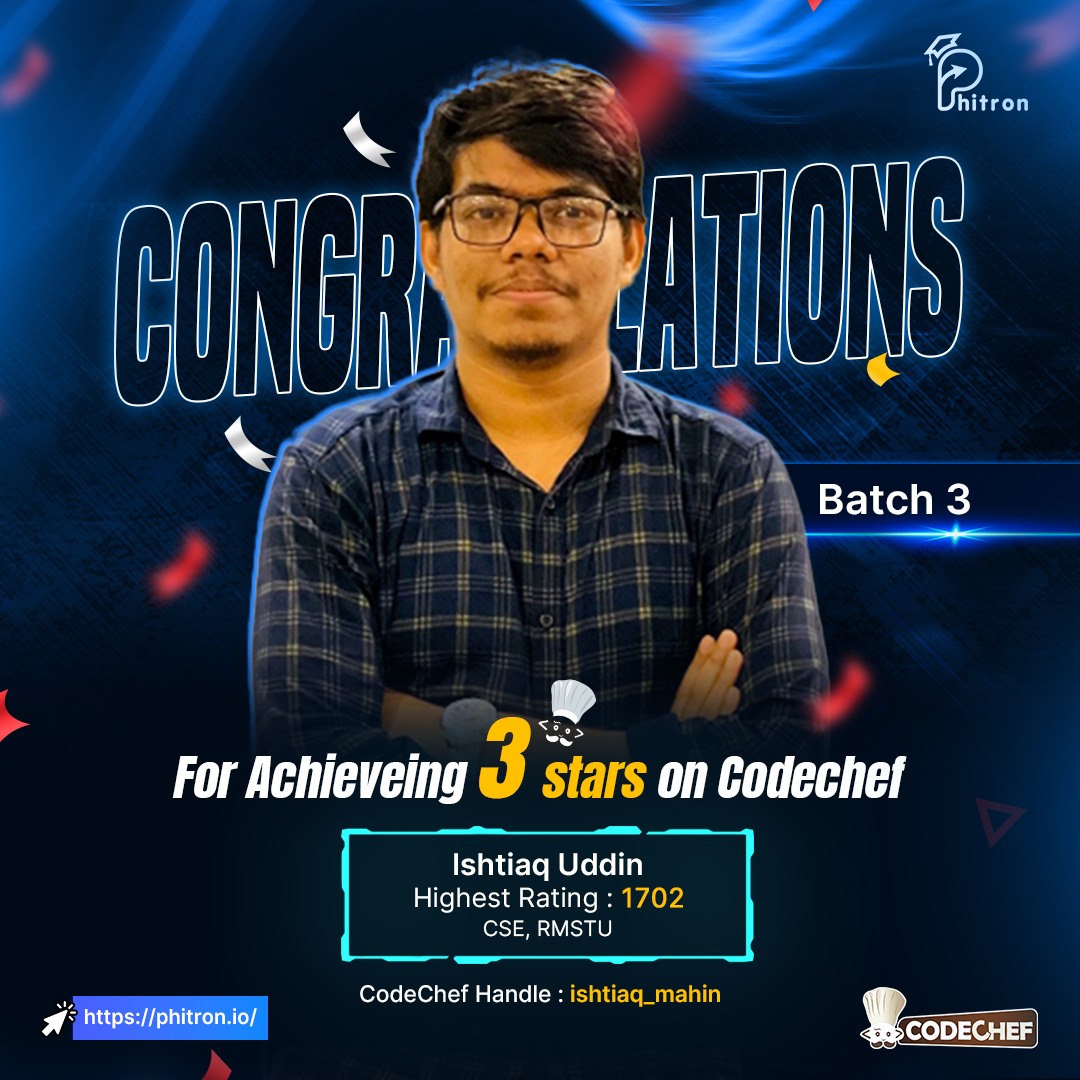 Phitron
CONGRA LATIONS
Batch 3
For Achieveing 3 stars on Codechef
Ishtiaq Uddin
Highest Rating : 1702
CSE, RMSTU
CodeChef Handle : ishtiaq_mahin
https://phitron.io/
CODECHEF